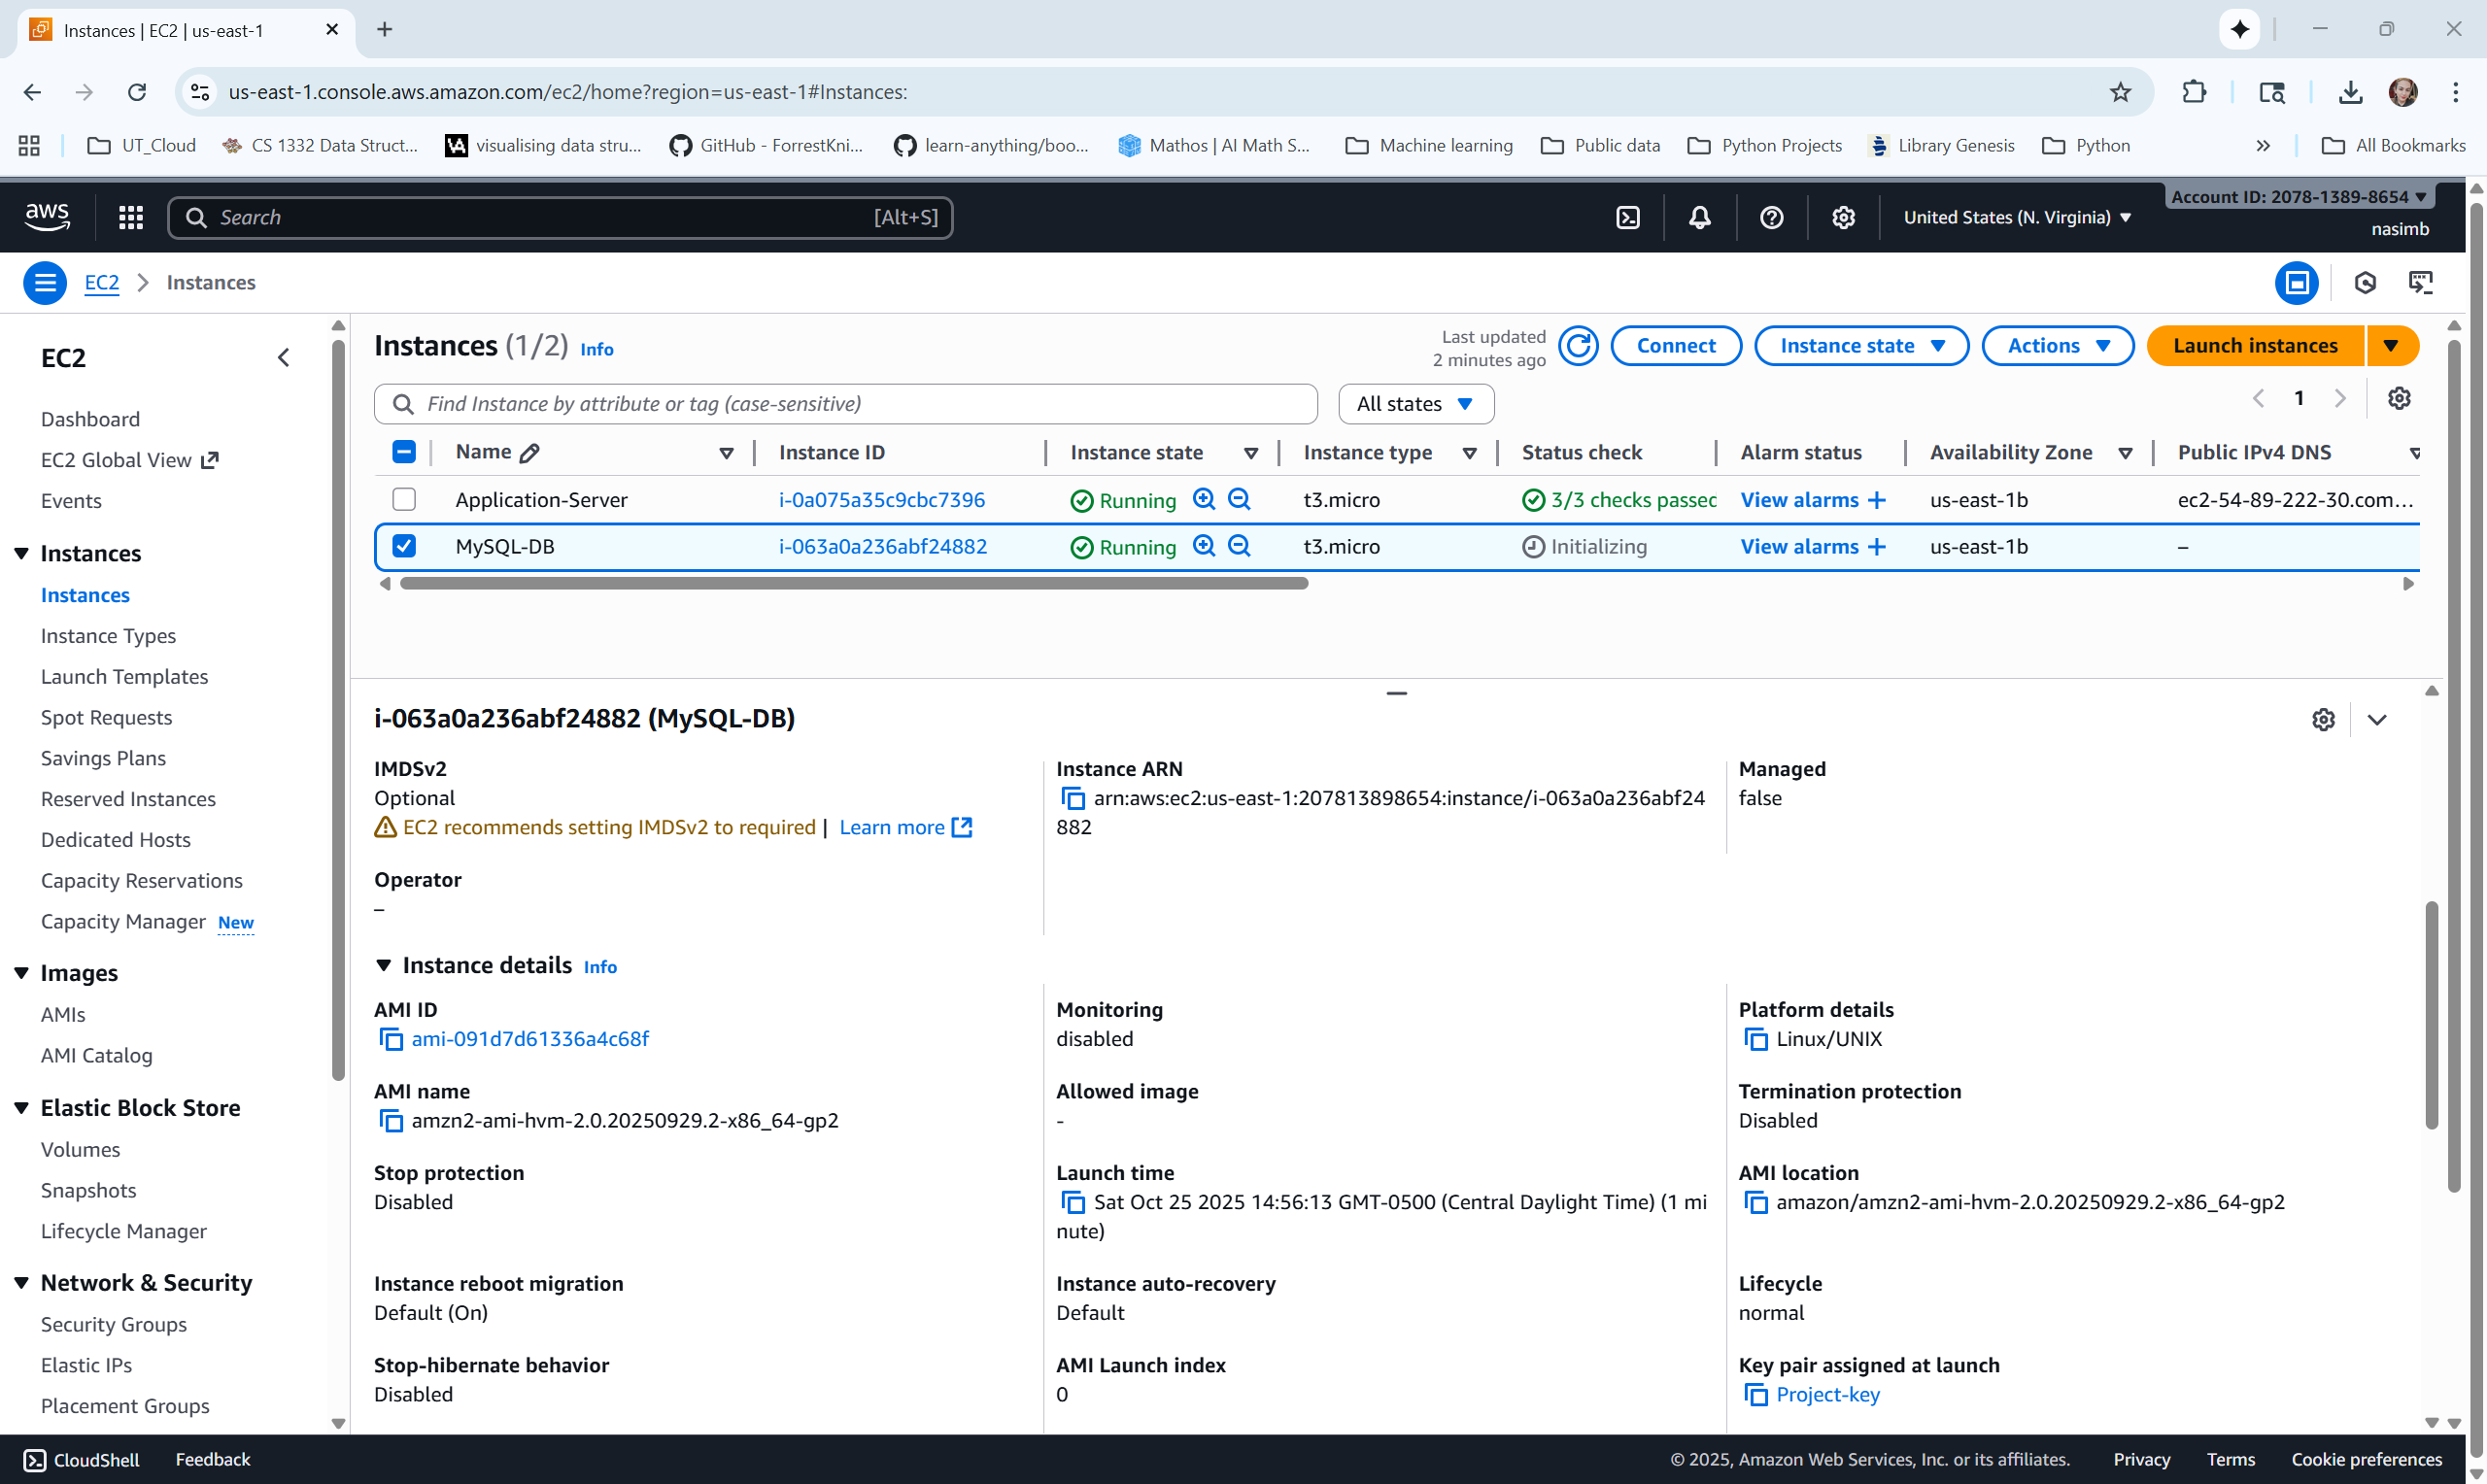 Instances | EC2 | us-east-1
us-east-1.console.aws.amazon.com/ec2/home?region=us-east-1#Instances:
UT_Cloud
CS 1332 Data Struct...
visualising data stru...
GitHub - ForrestKni...
learn-anything/boo...
Mathos | AI Math S...
Machine learning
Public data
Python Projects
Library Genesis
Python
All Bookmarks
aws
Search
[Alt+S]
United States (N. Virginia)
Account ID: 2078-1389-8654
nasimb
EC2
Instances
EC2
Dashboard
EC2 Global View
Events
Instances
Instances
Instance Types
Launch Templates
Spot Requests
Savings Plans
Reserved Instances
Dedicated Hosts
Capacity Reservations
Capacity Manager New
Images
AMIs
AMI Catalog
Elastic Block Store
Volumes
Snapshots
Lifecycle Manager
Network & Security
Security Groups
Elastic IPs
Placement Groups
Instances (1/2) Info
Last updated
2 minutes ago
Connect
Instance state
Actions
Launch instances
Find Instance by attribute or tag (case-sensitive)
All states
1
Name Instance ID Instance state Instance type Status check Alarm status Availability Zone Public IPv4 DNS
Application-Server i-0a075a35c9cbc7396 Running t3.micro 3/3 checks passed View alarms + us-east-1b ec2-54-89-222-30.com...
MySQL-DB i-063a0a236abf24882 Running t3.micro Initializing View alarms + us-east-1b –
i-063a0a236abf24882 (MySQL-DB)
IMDSv2
Optional
EC2 recommends setting IMDSv2 to required | Learn more
Instance ARN
arn:aws:ec2:us-east-1:207813898654:instance/i-063a0a236abf24
882
Managed
false
Operator
–
Instance details Info
AMI ID
ami-091d7d61336a4c68f
Monitoring
disabled
Platform details
Linux/UNIX
AMI name
amzn2-ami-hvm-2.0.20250929.2-x86_64-gp2
Allowed image
-
Termination protection
Disabled
Stop protection
Disabled
Launch time
Sat Oct 25 2025 14:56:13 GMT-0500 (Central Daylight Time) (1 mi
nute)
AMI location
amazon/amzn2-ami-hvm-2.0.20250929.2-x86_64-gp2
Instance reboot migration
Default (On)
Instance auto-recovery
Default
Lifecycle
normal
Stop-hibernate behavior
Disabled
AMI Launch index
0
Key pair assigned at launch
Project-key
CloudShell
Feedback
© 2025, Amazon Web Services, Inc. or its affiliates.
Privacy
Terms
Cookie preferences